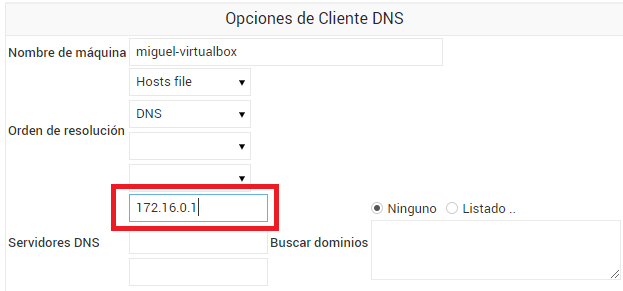 Opciones de Cliente DNS
Nombre de máquina miguel-virtualbox
Hosts file
DNS
Orden de resolución
172.16.0.1
Ninguno Listado ..
Servidores DNS Buscar dominios